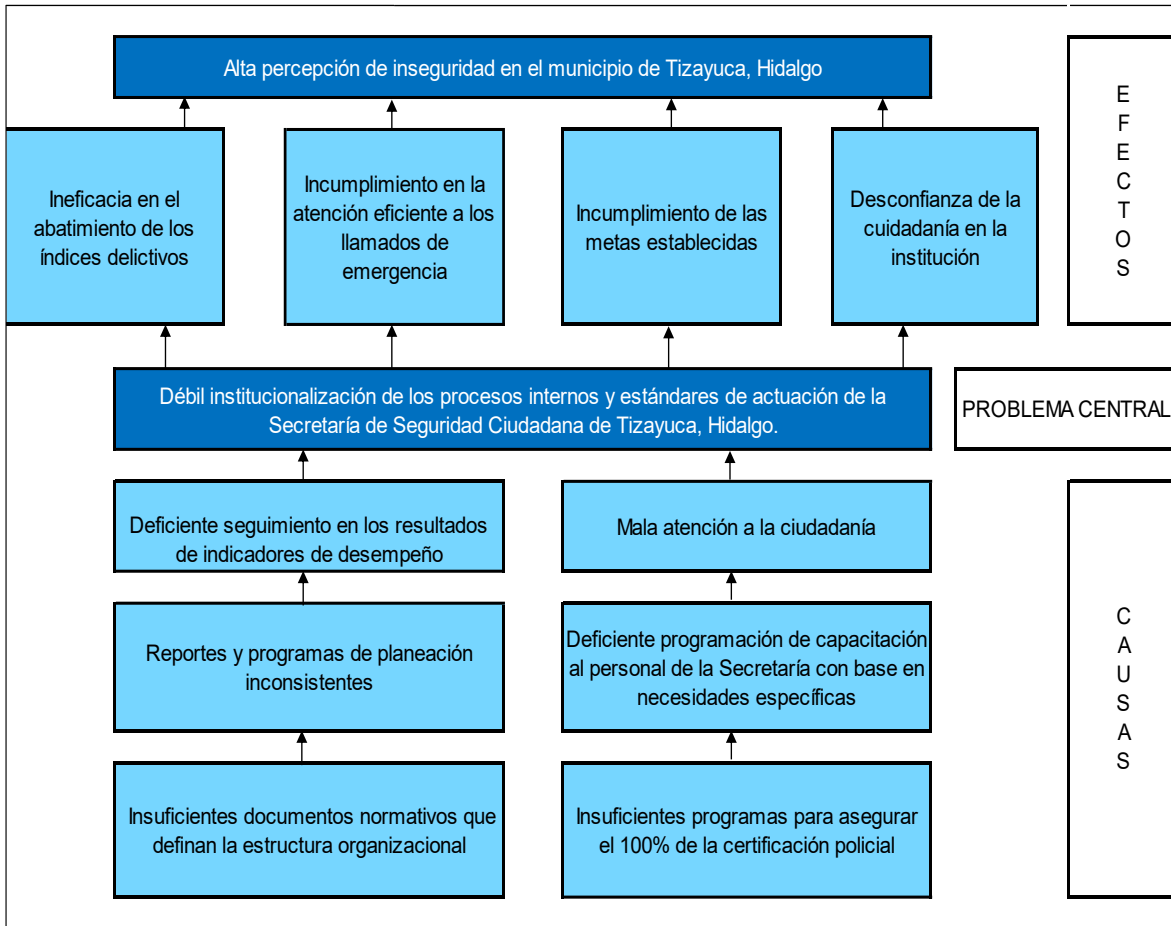 Alta percepción de inseguridad en el municipio de Tizayuca, Hidalgo
E
F
E
C
T
O
S
Ineficacia en el
abatimiento de los
índices delictivos
Incumplimiento en la
atención eficiente a los
llamados de
emergencia
Incumplimiento de las
metas establecidas
Desconfianza de la
cuidadanía en la
institución
Débil institucionalización de los procesos internos y estándares de actuación de la
Secretaría de Seguridad Ciudadana de Tizayuca, Hidalgo.
PROBLEMA CENTRAL
Deficiente seguimiento en los resultados
de indicadores de desempeño
Mala atención a la ciudadanía
C
A
U
S
A
S
Reportes y programas de planeación
inconsistentes
Deficiente programación de capacitación
al personal de la Secretaría con base en
necesidades específicas
Insuficientes documentos normativos que
definan la estructura organizacional
Insuficientes programas para asegurar
el 100% de la certificación policial